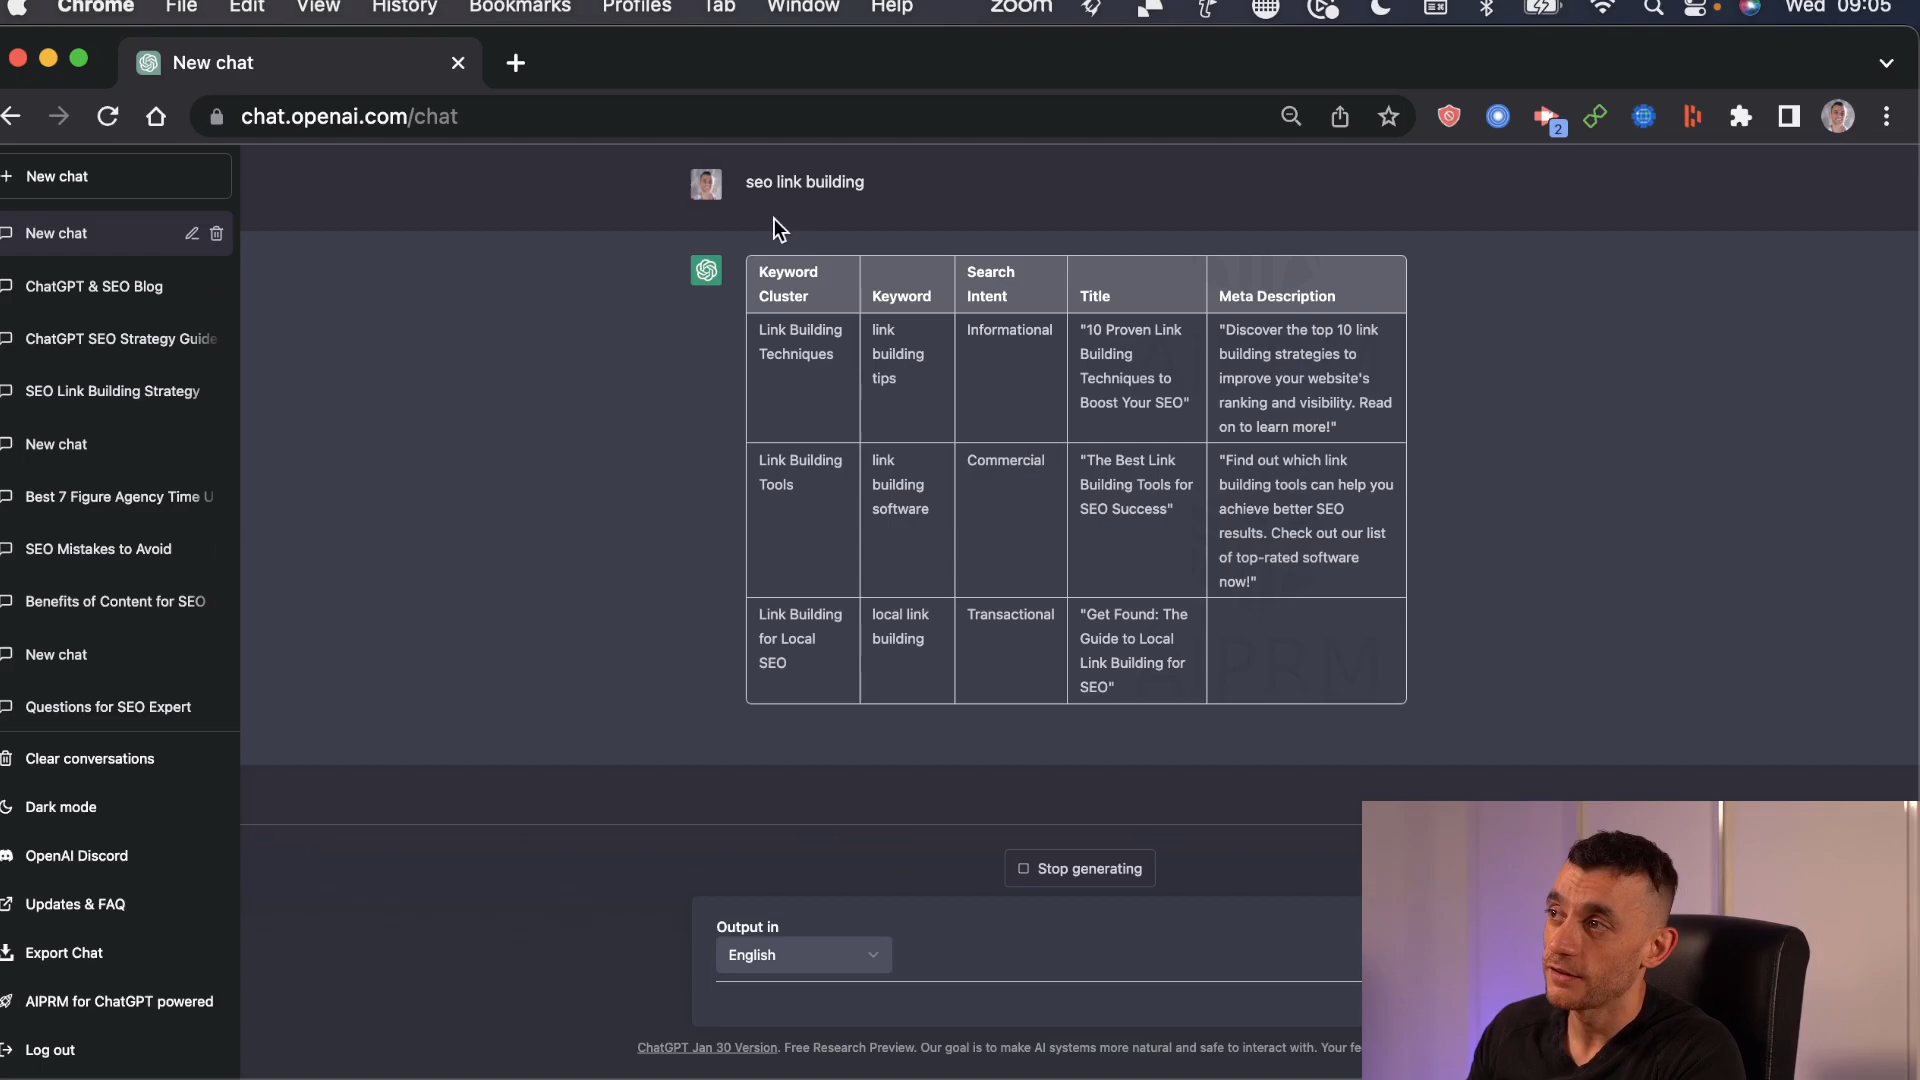 Chrome File Edit View History Bookmarks Profiles Tab Window Help zoom Wed 09:05
New chat
chat.openai.com/chat
2
New chat
New chat
ChatGPT & SEO Blog
ChatGPT SEO Strategy Guide
SEO Link Building Strategy
New chat
Best 7 Figure Agency Time U
SEO Mistakes to Avoid
Benefits of Content for SEO
New chat
Questions for SEO Expert
Clear conversations
Dark mode
OpenAI Discord
Updates & FAQ
Export Chat
AIPRM for ChatGPT powered
Log out
seo link building
Keyword
Cluster
Keyword
Search
Intent
Title
Meta Description
Link Building
Techniques
link
building
tips
Informational
"10 Proven Link
Building
Techniques to
Boost Your SEO"
"Discover the top 10 link
building strategies to
improve your website's
ranking and visibility. Read
on to learn more!"
Link Building
Tools
link
building
software
Commercial
"The Best Link
Building Tools for
SEO Success"
"Find out which link
building tools can help you
achieve better SEO
results. Check out our list
of top-rated software
now!"
Link Building
for Local
SEO
local link
building
Transactional
"Get Found: The
Guide to Local
Link Building for
SEO"
AIPRM
Stop generating
Output in
English
ChatGPT Jan 30 Version. Free Research Preview. Our goal is to make AI systems more natural and safe to interact with. Your fe